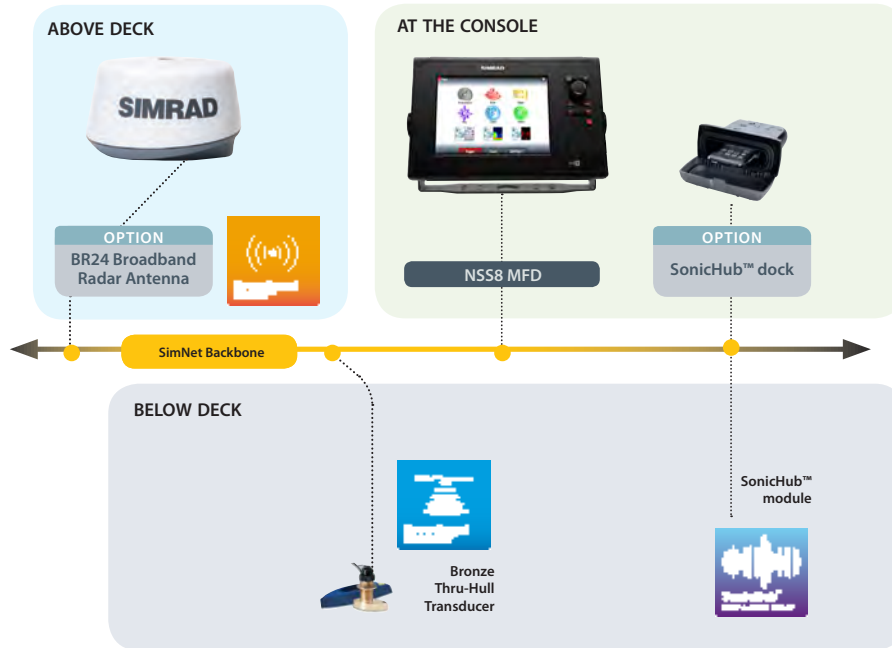 ABOVE DECK
SIMRAD
OPTION
BR24 Broadband
Radar Antenna
AT THE CONSOLE
SIMRAD
NSS8 MFD
OPTION
SonicHub™ dock
SimNet Backbone
BELOW DECK
Bronze
Thru-Hull
Transducer
SonicHub™
module